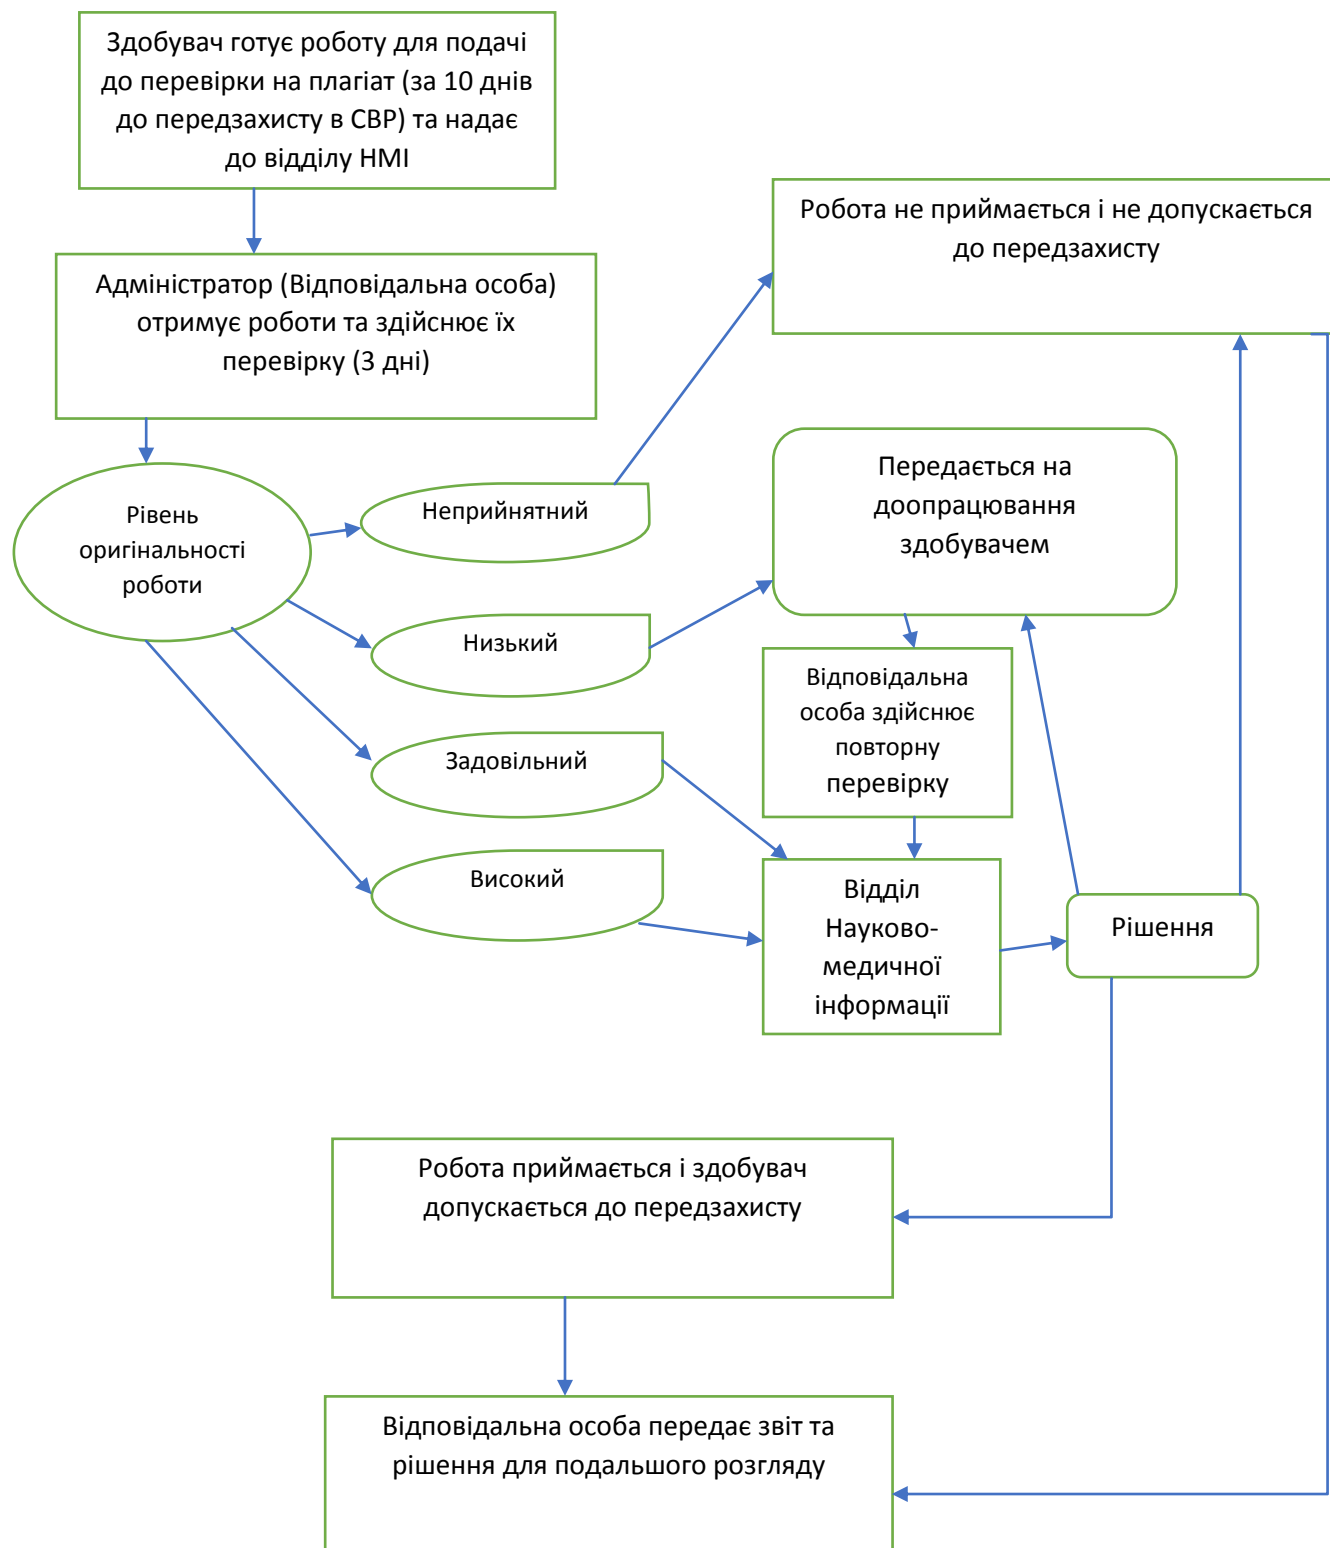 Здобувач готує роботу для подачі
до перевірки на плагіат (за 10 днів
до передзахисту в СВР) та надає
до відділу НМІ
Робота не приймається і не допускається
до передзахисту
Адміністратор (Відповідальна особа)
отримує роботи та здійснює їх
перевірку (3 дні)
Рівень
оригінальності
роботи
Неприйнятний
Передається на
доопрацювання
здобувачем
Низький
Відповідальна
особа здійснює
повторну
перевірку
Задовільний
Високий
Відділ
Науково-
медичної
інформації
Рішення
Робота приймається і здобувач
допускається до передзахисту
Відповідальна особа передає звіт та
рішення для подальшого розгляду